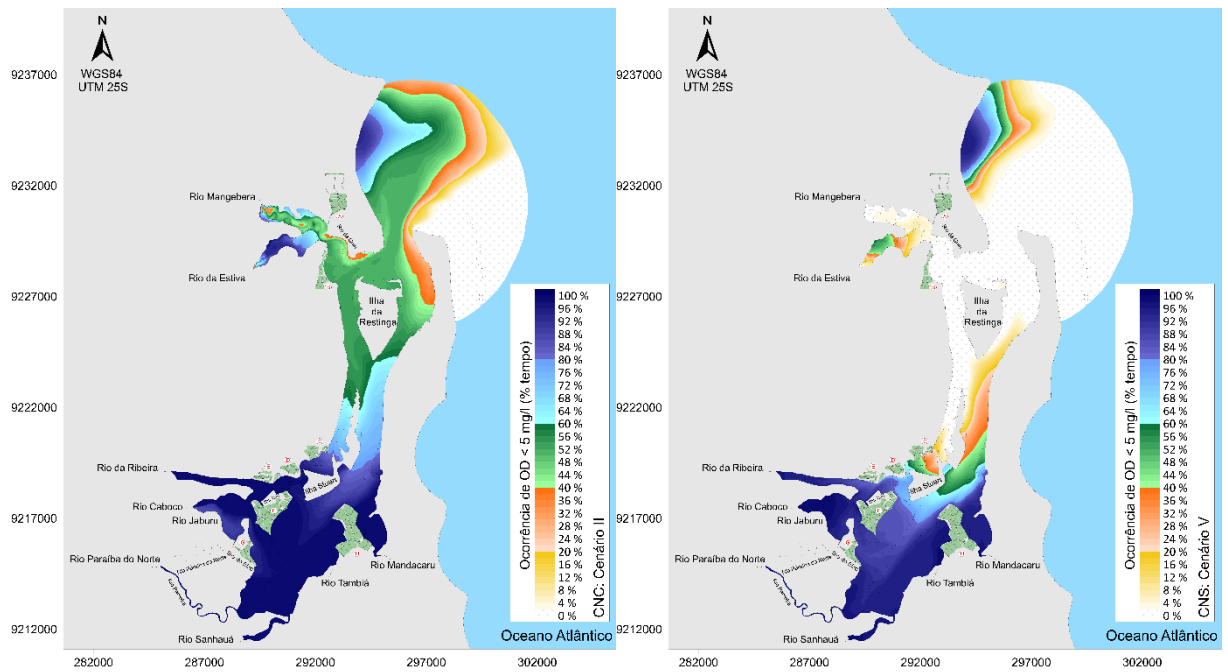 N
WGS84
UTM 25S
9237000
9232000
9227000
9222000
9217000
9212000
Rio Mangebera
Rio da Estiva
Ilha
da
Restinga
Rio da Ribeira
Ilha Stuart
Rio Caboco
Rio Jaburu
Rio Paraíba do Norte
Rio Mandacaru
Rio Tambiá
Rio Sanhauá
Oceano Atlântico
Ocorrência de OD < 5 mg/l (% tempo)
CNC: Cenário II
100 %
96 %
92 %
88 %
84 %
80 %
76 %
72 %
68 %
64 %
60 %
56 %
52 %
48 %
44 %
40 %
36 %
32 %
28 %
24 %
20 %
16 %
12 %
8 %
4 %
0 %
282000
287000
292000
297000
302000
N
WGS84
UTM 25S
9237000
9232000
9227000
9222000
9217000
9212000
Rio Mangebera
Rio da Estiva
Ilha
da
Restinga
Rio da Ribeira
Ilha Stuart
Rio Caboco
Rio Jaburu
Rio Paraíba do Norte
Rio Mandacaru
Rio Tambiá
Rio Sanhauá
Oceano Atlântico
Ocorrência de OD < 5 mg/l (% tempo)
CNS: Cenário V
100 %
96 %
92 %
88 %
84 %
80 %
76 %
72 %
68 %
64 %
60 %
56 %
52 %
48 %
44 %
40 %
36 %
32 %
28 %
24 %
20 %
16 %
12 %
8 %
4 %
0 %
282000
287000
292000
297000
302000